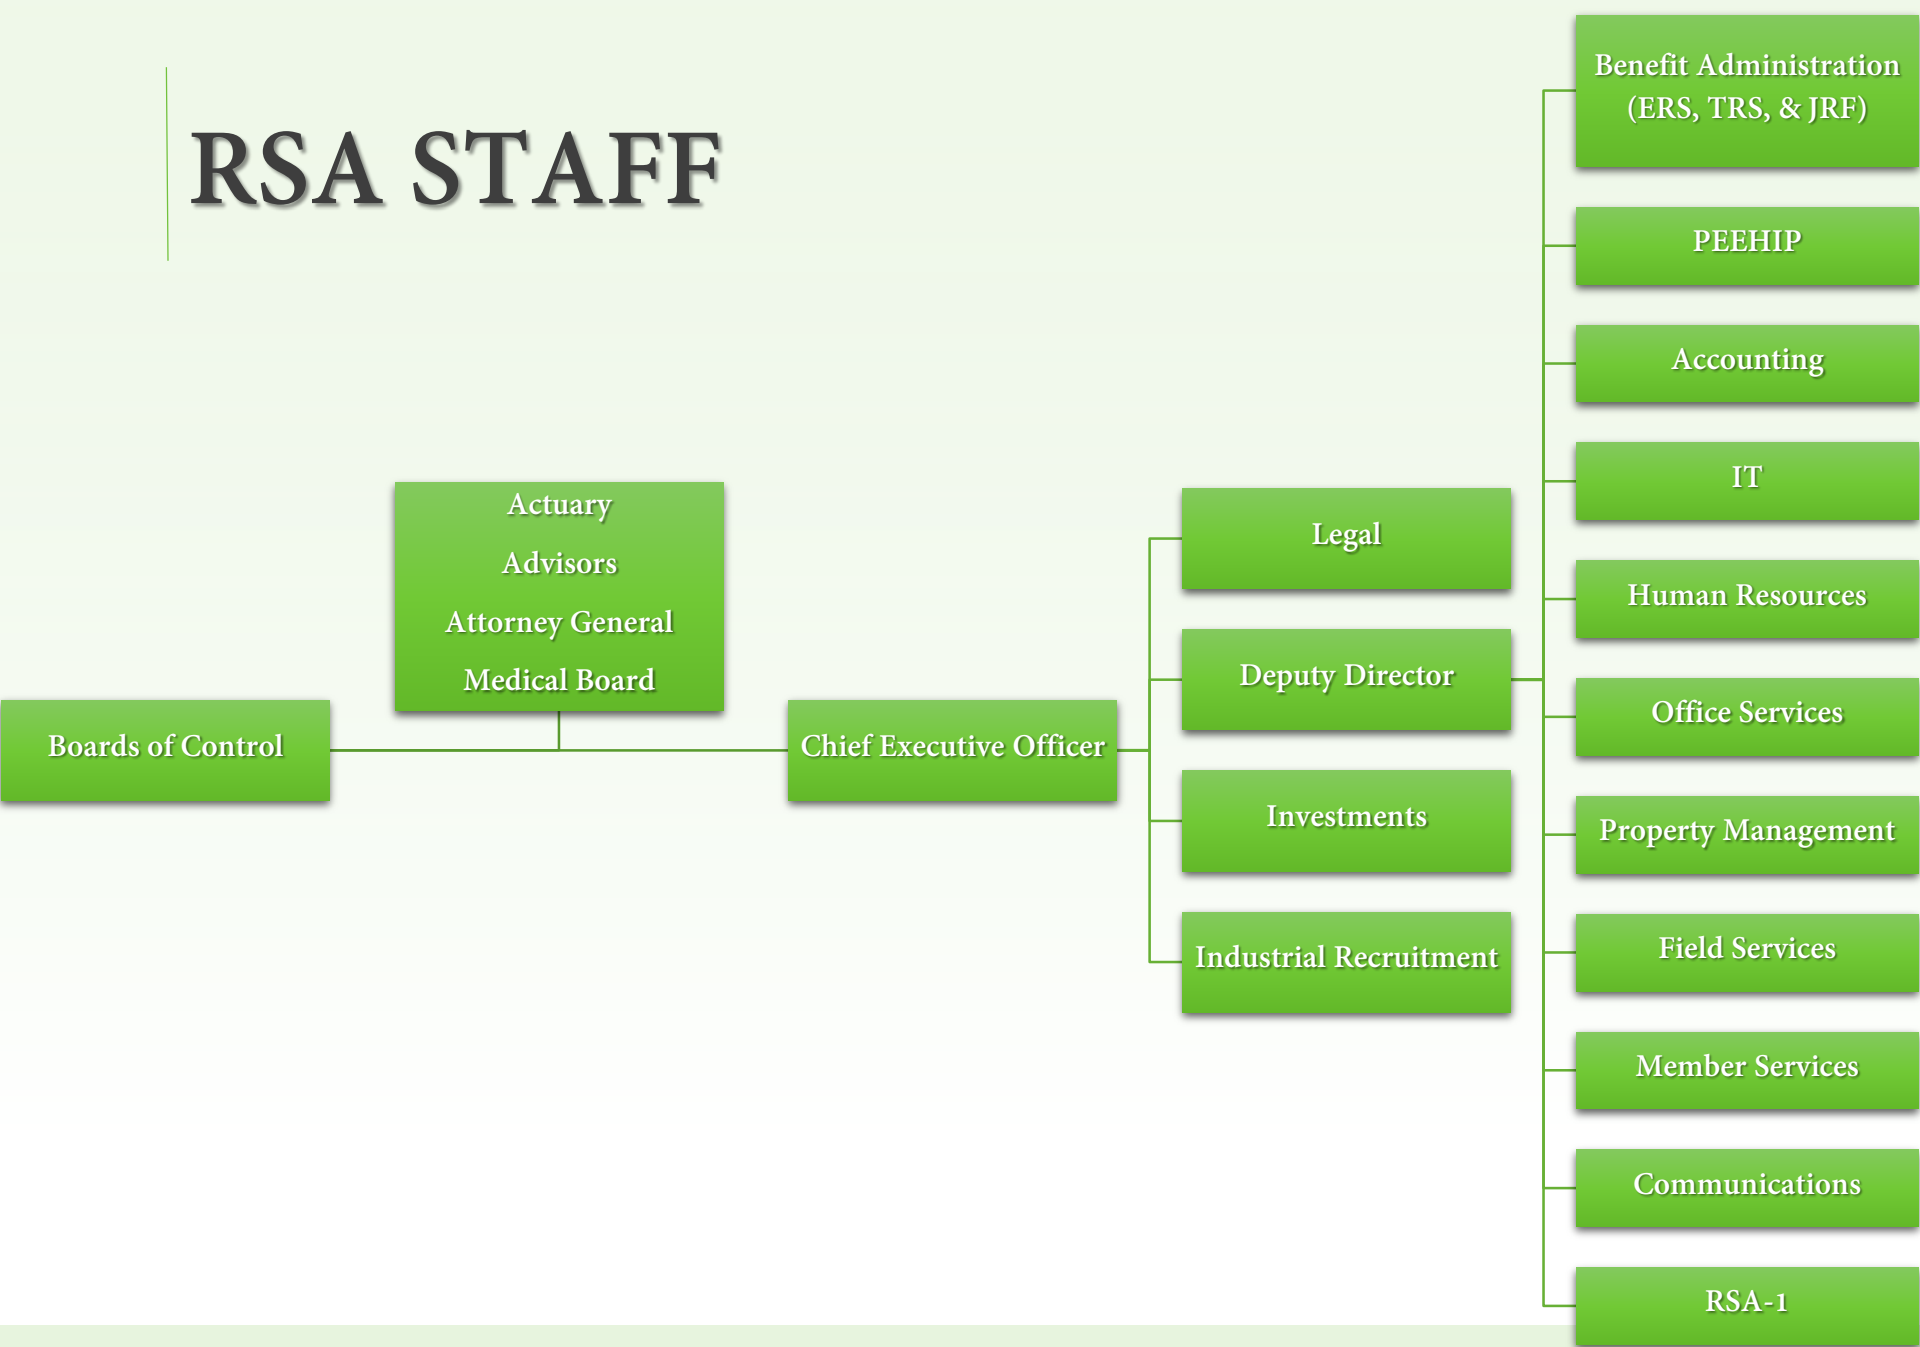 RSA STAFF
Boards of Control
Actuary
Advisors
Attorney General
Medical Board
Chief Executive Officer
Legal
Deputy Director
Investments
Industrial Recruitment
Benefit Administration
(ERS, TRS, & JRF)
PEEHIP
Accounting
IT
Human Resources
Office Services
Property Management
Field Services
Member Services
Communications
RSA-1